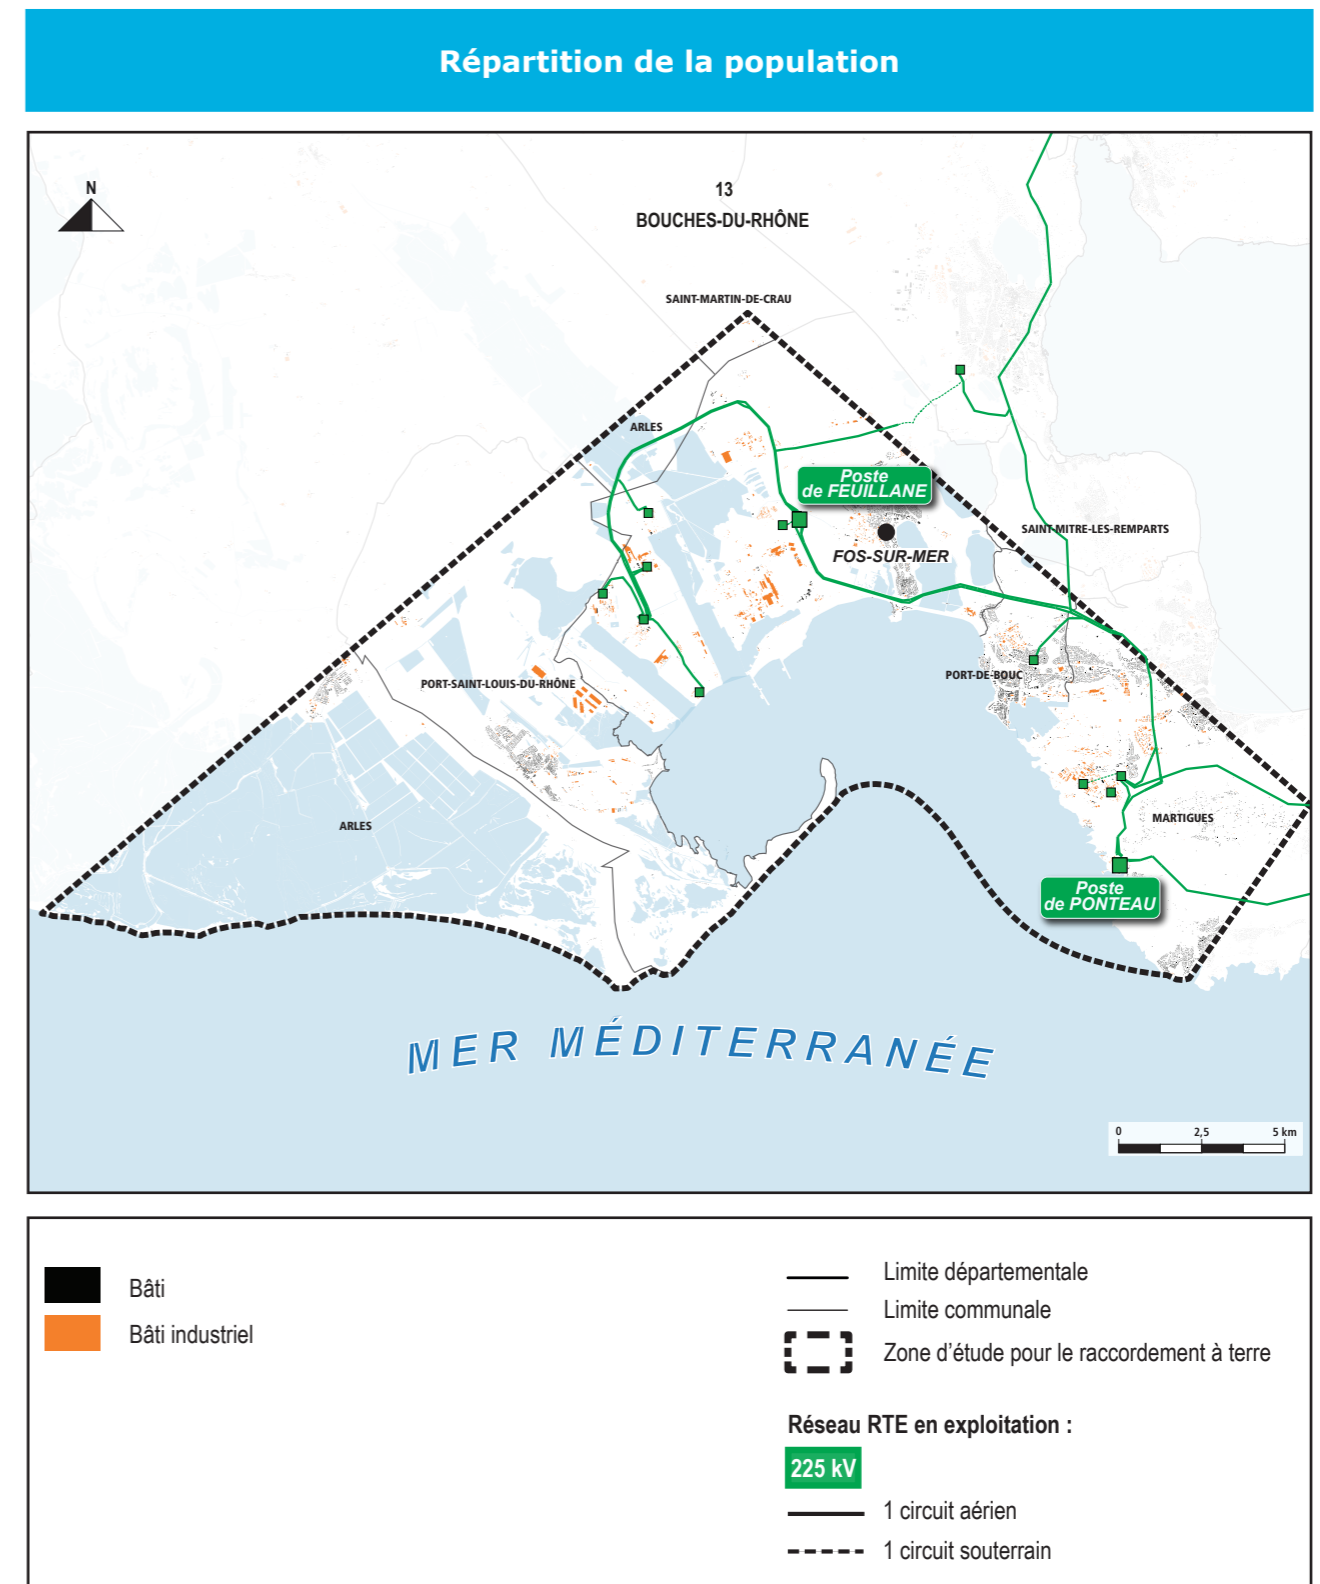 Répartition de la population
N
13
BOUCHES-DU-RHÔNE
SAINT-MARTIN-DE-CRAU
ARLES
Poste
de FEUILLANE
SAINT-MITRE-LES-REMPARTS
FOS-SUR-MER
PORT-DE-BOUC
PORT-SAINT-LOUIS-DU-RHÔNE
ARLES
MARTIGUES
Poste
de PONTEAU
MER MÉDITERRANÉE
0 2,5 5 km
Bâti
Bâti industriel
Limite départementale
Limite communale
Zone d'étude pour le raccordement à terre
Réseau RTE en exploitation :
225 kV
1 circuit aérien
1 circuit souterrain